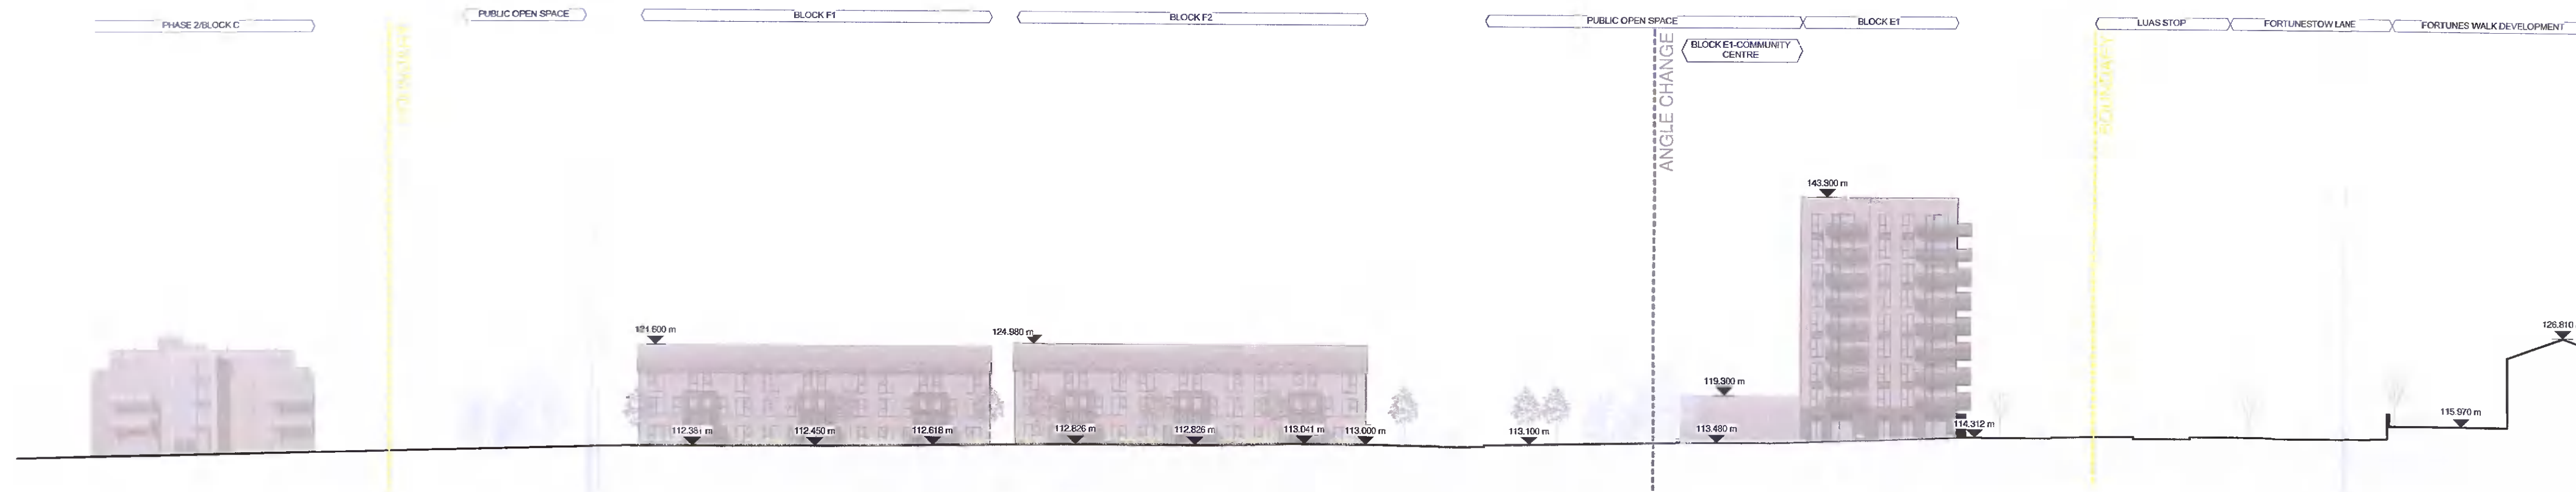 PHASE 2/BLOCK C
PUBLIC OPEN SPACE
BLOCK F1
BLOCK F2
PUBLIC OPEN SPACE
BLOCK E1
LUAS STOP
FORTUNESTOW LANE
FORTUNES WALK DEVELOPMENT
BLOCK E1-COMMUNITY
CENTRE
BOUNDARY
ANGLE CHANGE
BOUNDARY
143.900 m
124.600 m
124.980 m
126.810
119.300 m
115.970 m
112.381 m
112.450 m
112.618 m
112.826 m
112.826 m
113.041 m
113.000 m
113.100 m
113.480 m
114.312 m